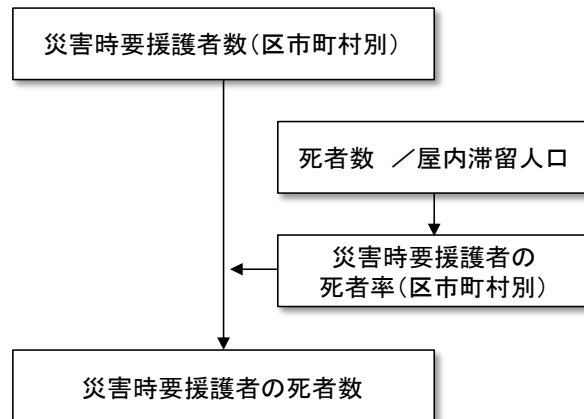 災害時要援護者数(区市町村別)
死者数 /屋内滞留人口
災害時要援護者の
死者率(区市町村別)
災害時要援護者の死者数